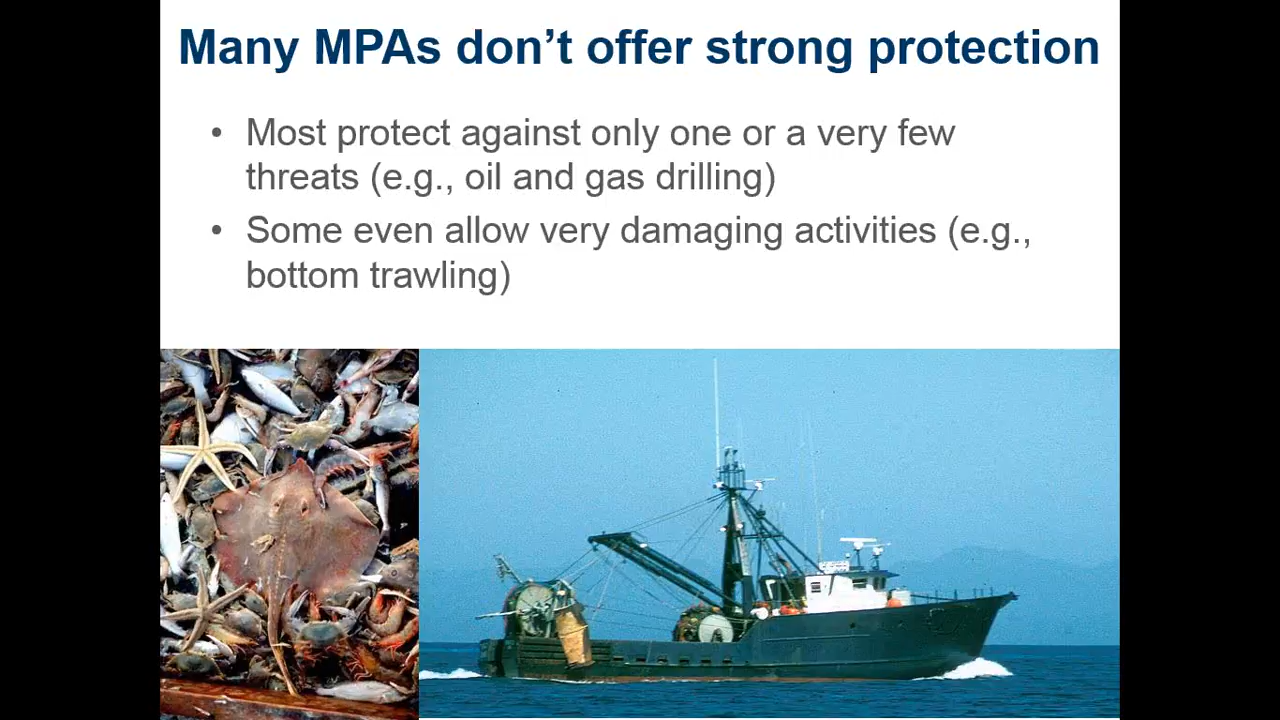 Many MPAs don’t offer strong protection
• Most protect against only one or a very few
threats (e.g., oil and gas drilling)
• Some even allow very damaging activities (e.g.,
bottom trawling)